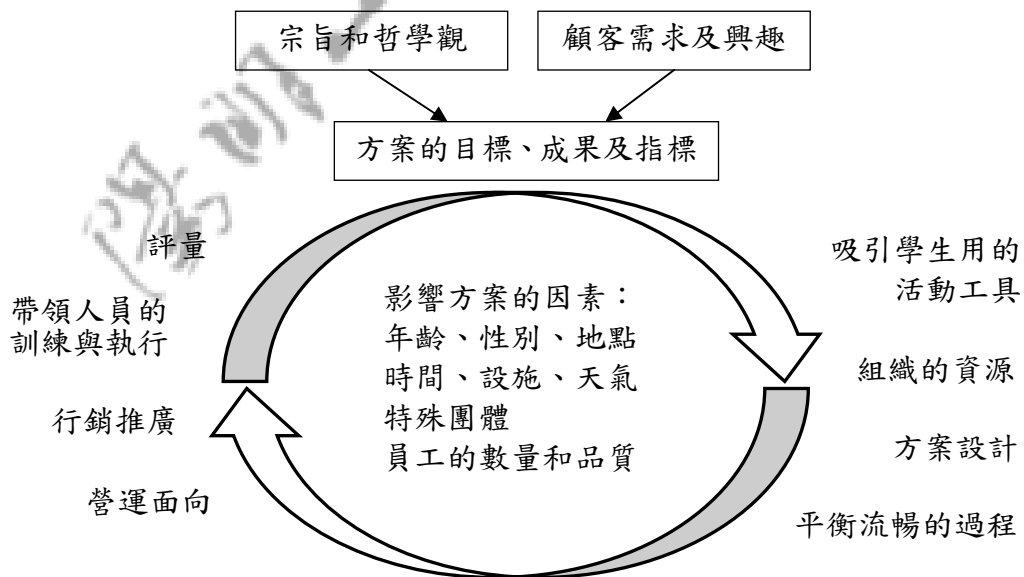 宗旨和哲學觀
顧客需求及興趣
方案的目標、成果及指標
吸引學生用的
活動工具
組織的資源
方案設計
平衡流暢的過程
營運面向
行銷推廣
帶領人員的
訓練與執行
評量
影響方案的因素：
年齡、性別、地點
時間、設施、天氣
特殊團體
員工的數量和品質